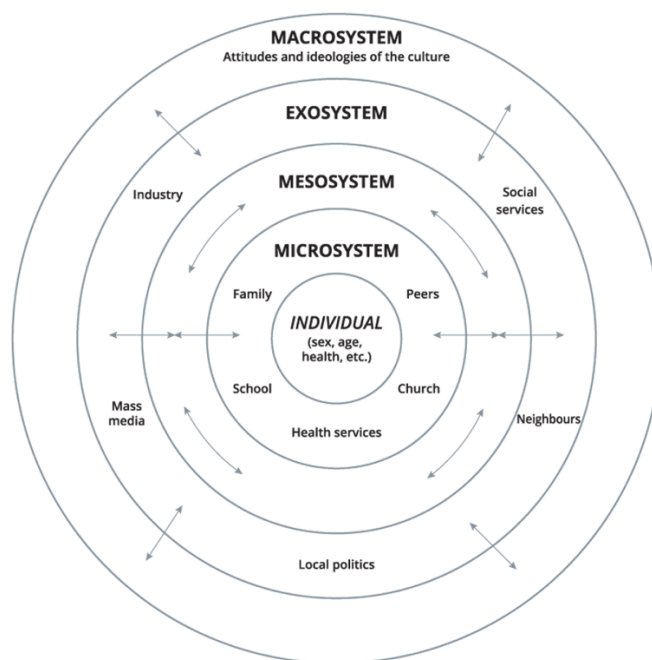 MACROSYSTEM
Attitudes and ideologies of the culture
EXOSYSTEM
MESOSYSTEM
Industry
Social
services
MICROSYSTEM
Family
Peers
INDIVIDUAL
(sex, age,
health, etc.)
School
Church
Mass
media
Neighbours
Health services
Local politics